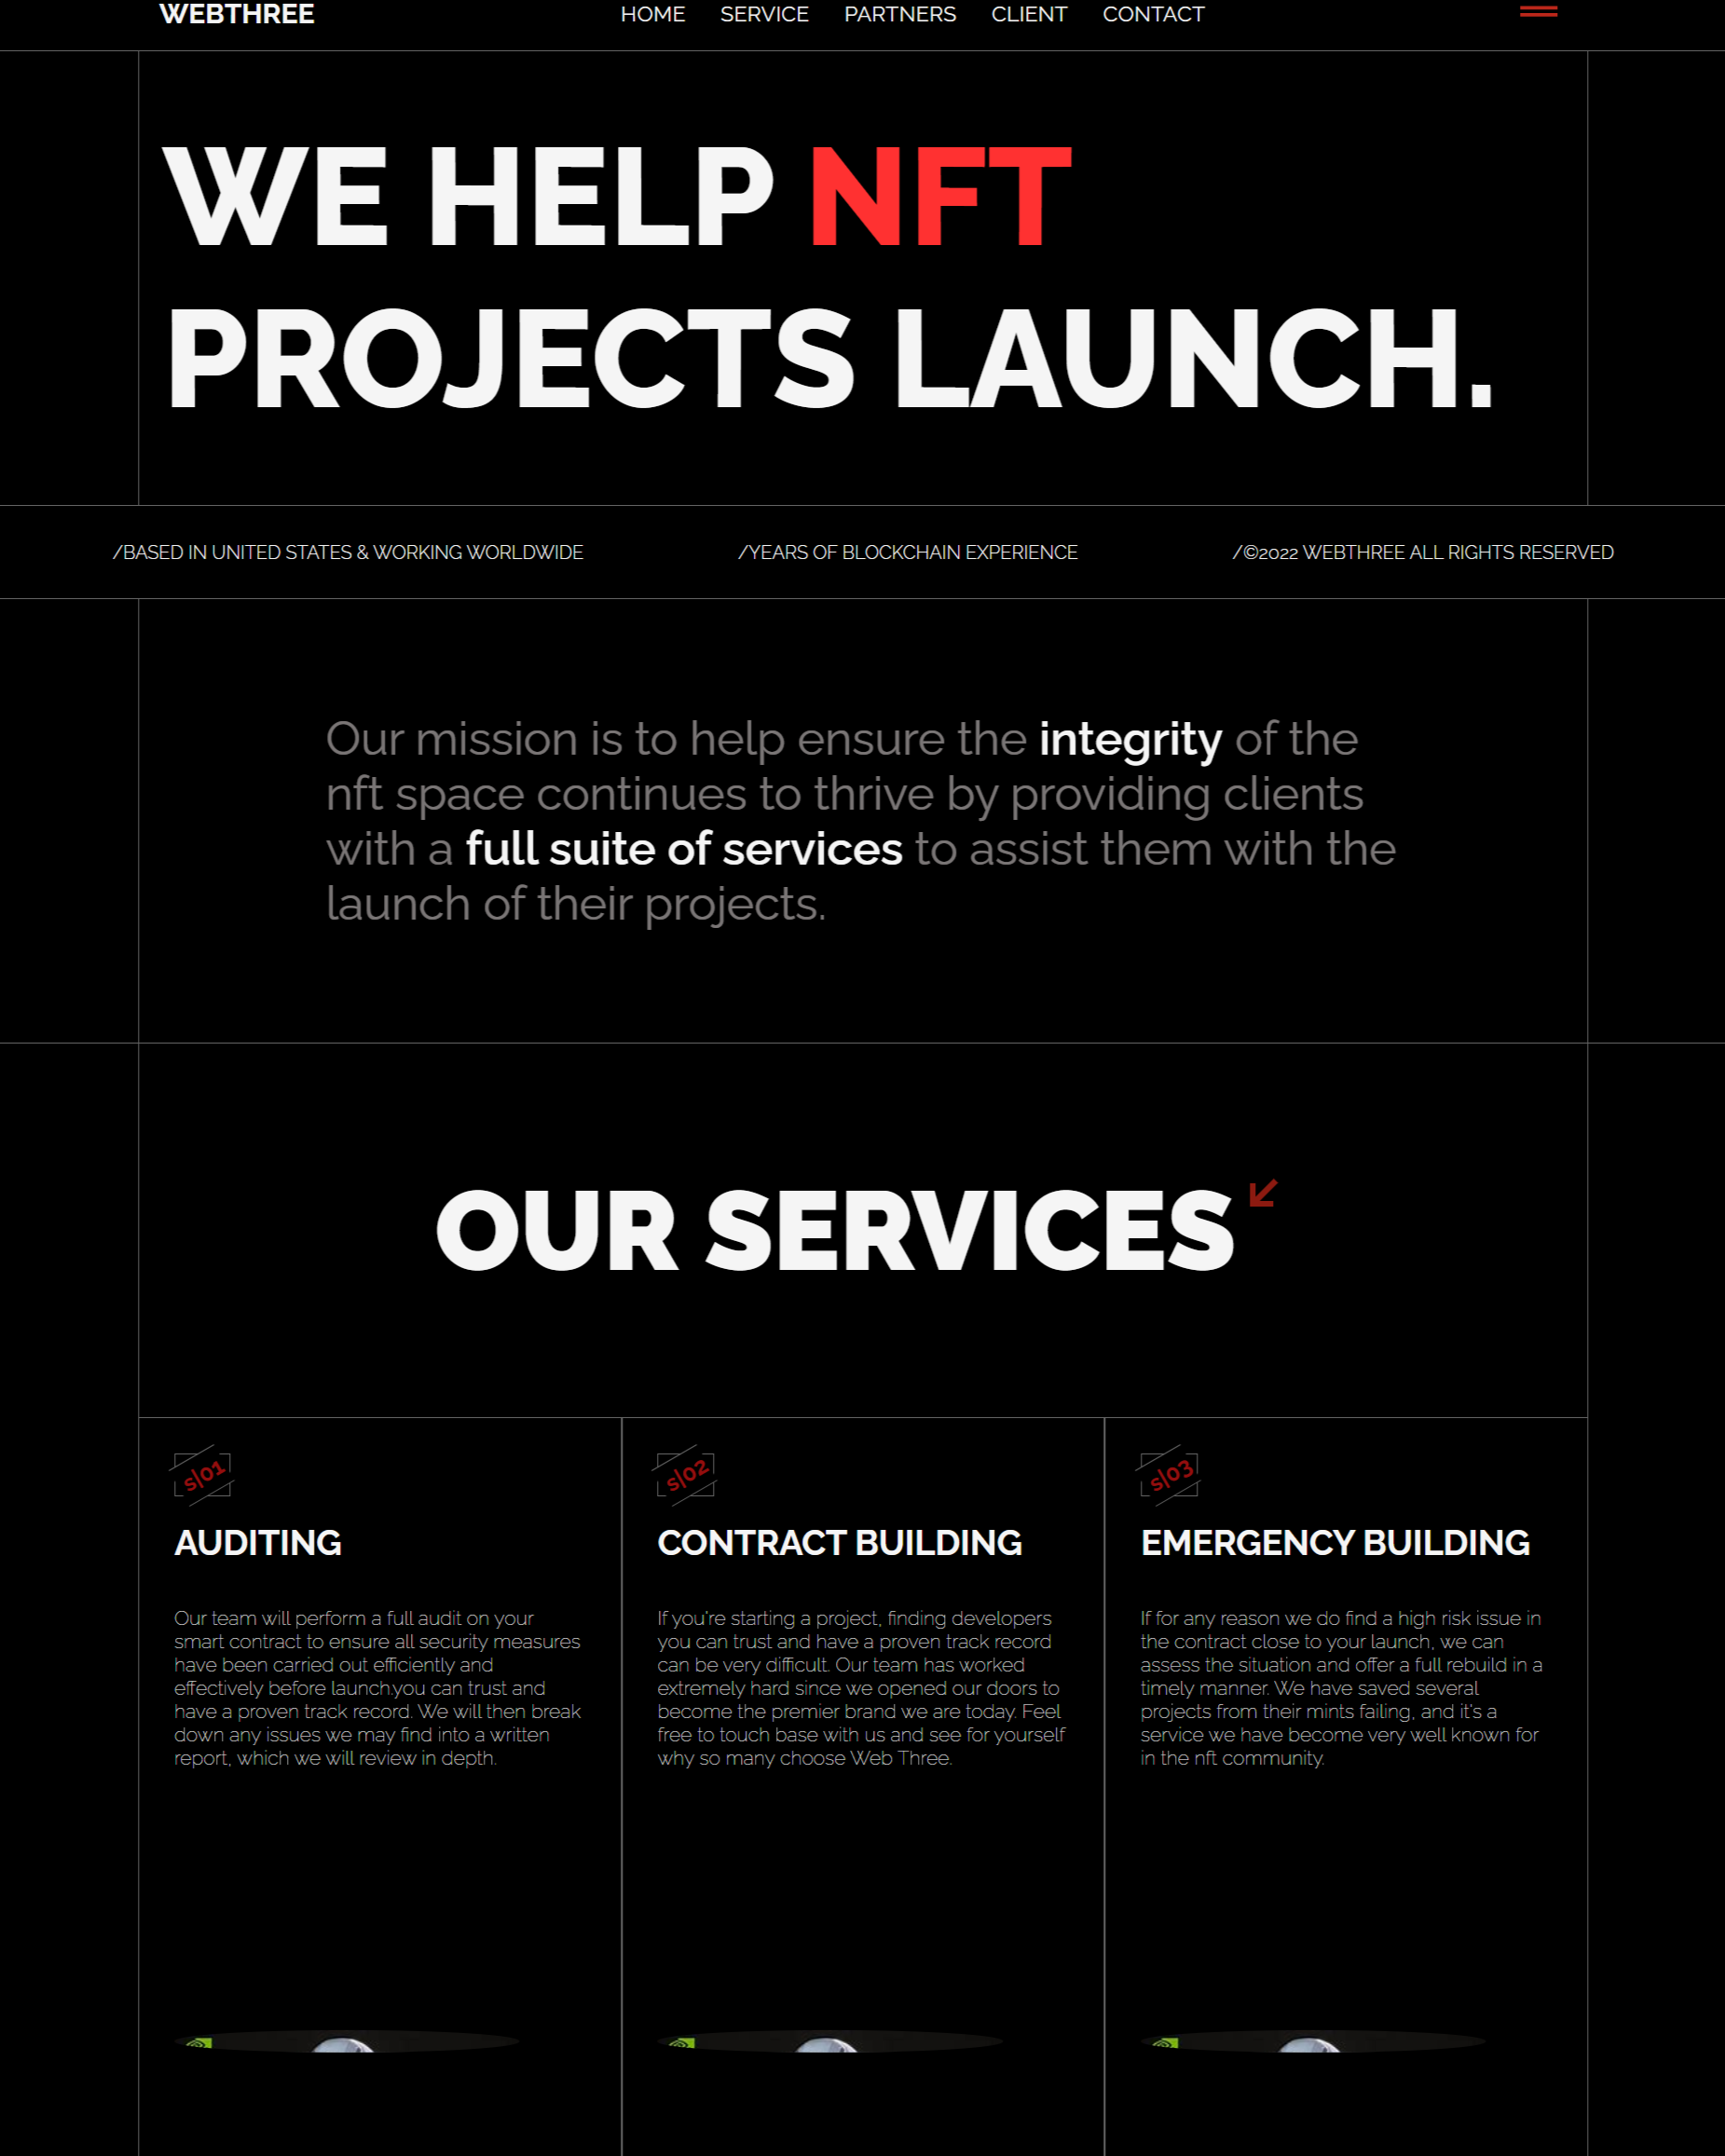 WEBTHREE
HOME SERVICE PARTNERS CLIENT CONTACT
WE HELP NFT
PROJECTS LAUNCH.
/BASED IN UNITED STATES & WORKING WORLDWIDE
/YEARS OF BLOCKCHAIN EXPERIENCE
/©2022 WEBTHREE ALL RIGHTS RESERVED
Our mission is to help ensure the integrity of the
nft space continues to thrive by providing clients
with a full suite of services to assist them with the
launch of their projects.
OUR SERVICES
s|01
AUDITING
Our team will perform a full audit on your
smart contract to ensure all security measures
have been carried out efficiently and
effectively before launch.you can trust and
have a proven track record. We will then break
down any issues we may find into a written
report, which we will review in depth.
s|02
CONTRACT BUILDING
If you're starting a project, finding developers
you can trust and have a proven track record
can be very difficult. Our team has worked
extremely hard since we opened our doors to
become the premier brand we are today. Feel
free to touch base with us and see for yourself
why so many choose Web Three.
s|03
EMERGENCY BUILDING
If for any reason we do find a high risk issue in
the contract close to your launch, we can
assess the situation and offer a full rebuild in a
timely manner. We have saved several
projects from their mints failing, and it's a
service we have become very well known for
in the nft community.